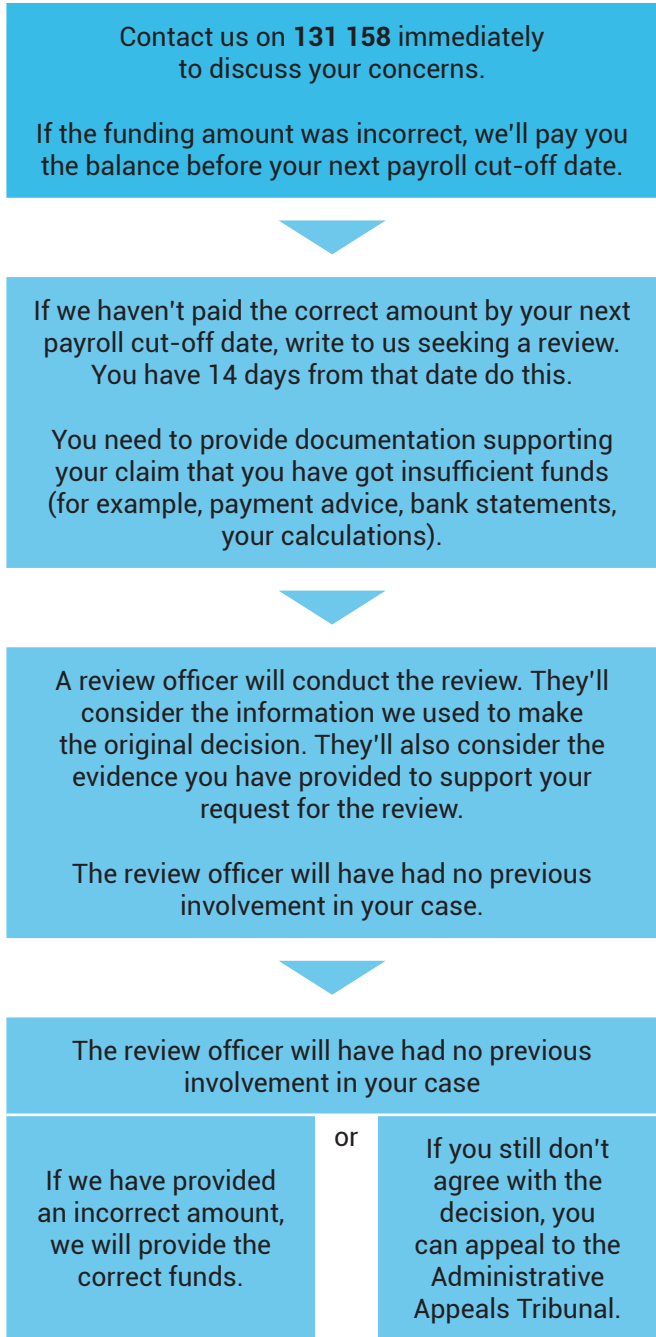 Contact us on 131 158 immediately
to discuss your concerns.
If the funding amount was incorrect, we'll pay you
the balance before your next payroll cut-off date.
If we haven't paid the correct amount by your next
payroll cut-off date, write to us seeking a review.
You have 14 days from that date do this.
You need to provide documentation supporting
your claim that you have got insufficient funds
(for example, payment advice, bank statements,
your calculations).
A review officer will conduct the review. They'll
consider the information we used to make
the original decision. They'll also consider the
evidence you have provided to support your
request for the review.
The review officer will have had no previous
involvement in your case.
The review officer will have had no previous
involvement in your case
If we have provided
an incorrect amount,
we will provide the
correct funds.
or
If you still don't
agree with the
decision, you
can appeal to the
Administrative
Appeals Tribunal.